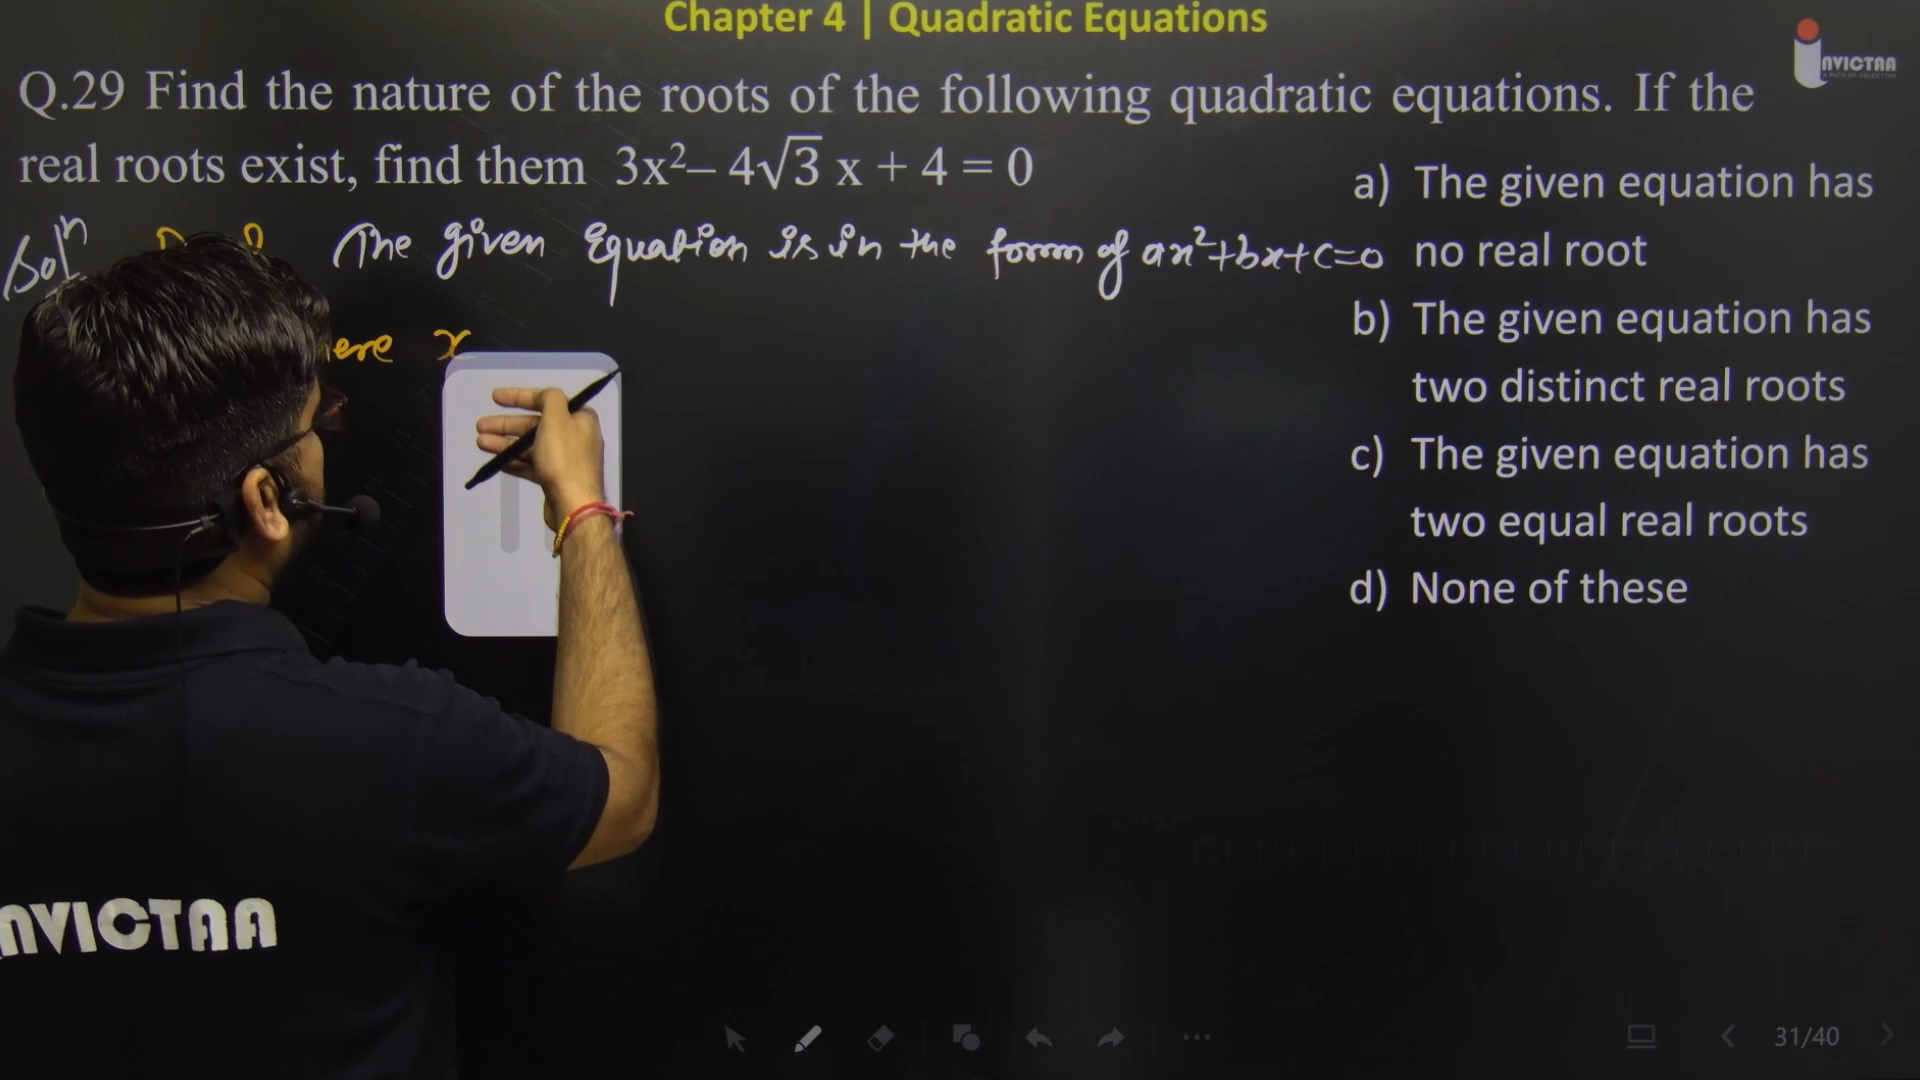 Chapter 4 | Quadratic Equations
NVICTAA
Q.29 Find the nature of the roots of the following quadratic equations. If the
real roots exist, find them 3x²– 4√3 x + 4 = 0
a) The given equation has
no real root
b) The given equation has
two distinct real roots
c) The given equation has
two equal real roots
d) None of these
Solⁿ The given Equation is in the form of ax²+bx+c=0
ere x
NVICTAA
31/40